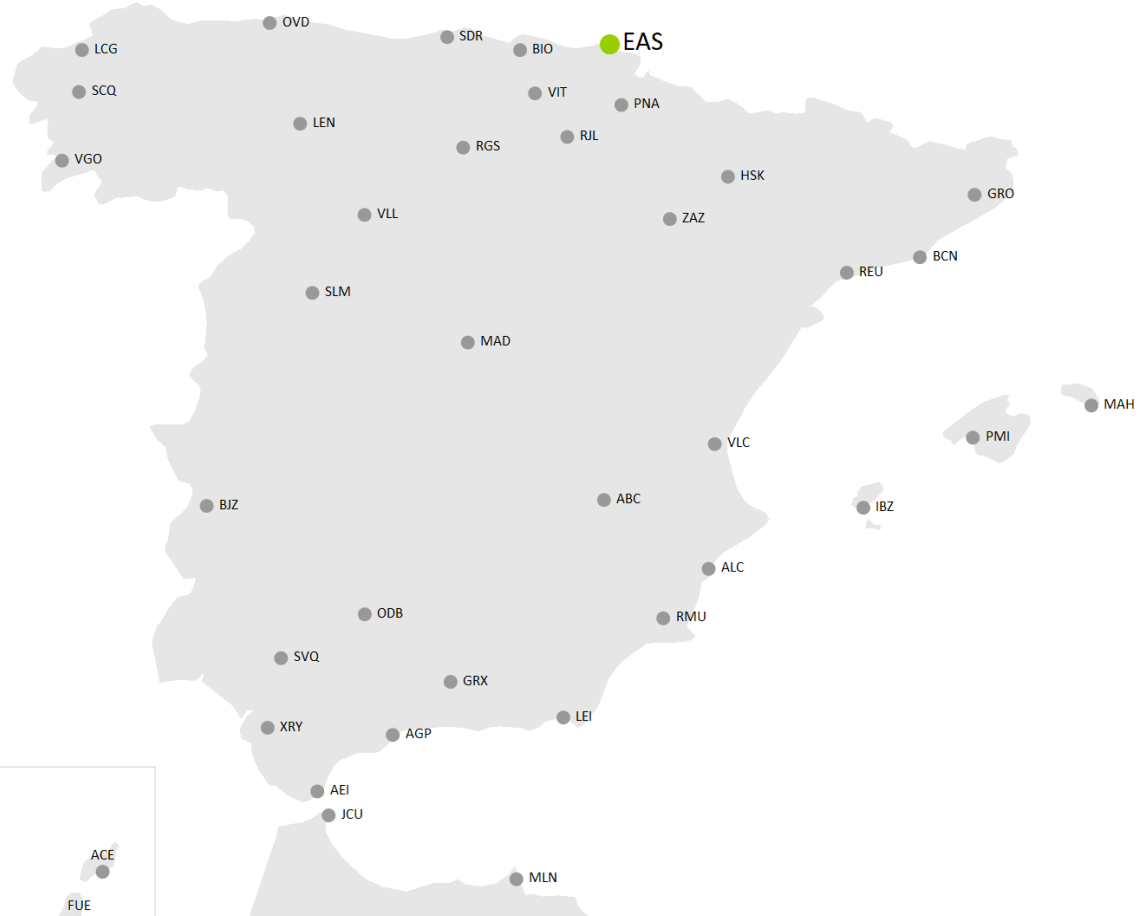 OVD
SDR
EAS
LCG
BIO
SCQ
VIT
PNA
LEN
RJL
RGS
VGO
HSK
GRO
VLL
ZAZ
BCN
REU
SLM
MAD
MAH
PMI
VLC
ABC
BJZ
IBZ
ALC
ODB
RMU
SVQ
GRX
LEI
XRY
AGP
AEI
JCU
ACE
MLN
FUE